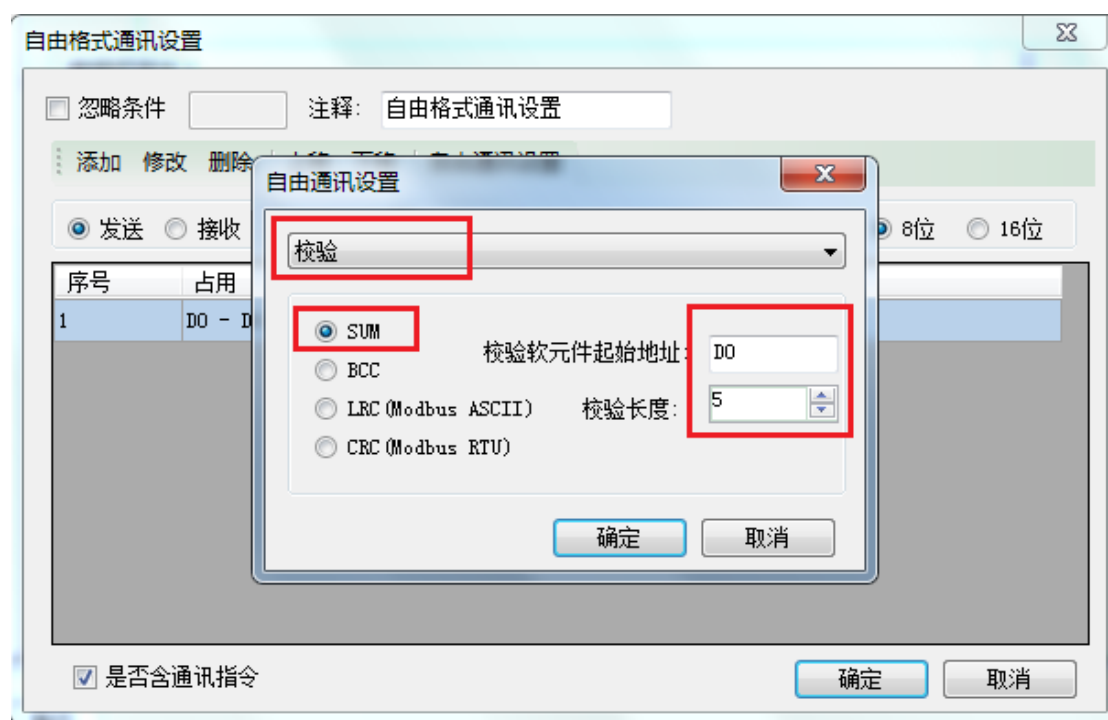 自由格式通讯设置
忽略条件 注释: 自由格式通讯设置
添加 修改 删除
自由通讯设置
发送 接收 8位 16位
校验
序号 占用
1 D0 - D
SUM
校验软元件起始地址: D0
BCC
LRC(Modbus ASCII) 校验长度: 5
CRC(Modbus RTU)
确定 取消
是否含通讯指令 确定 取消